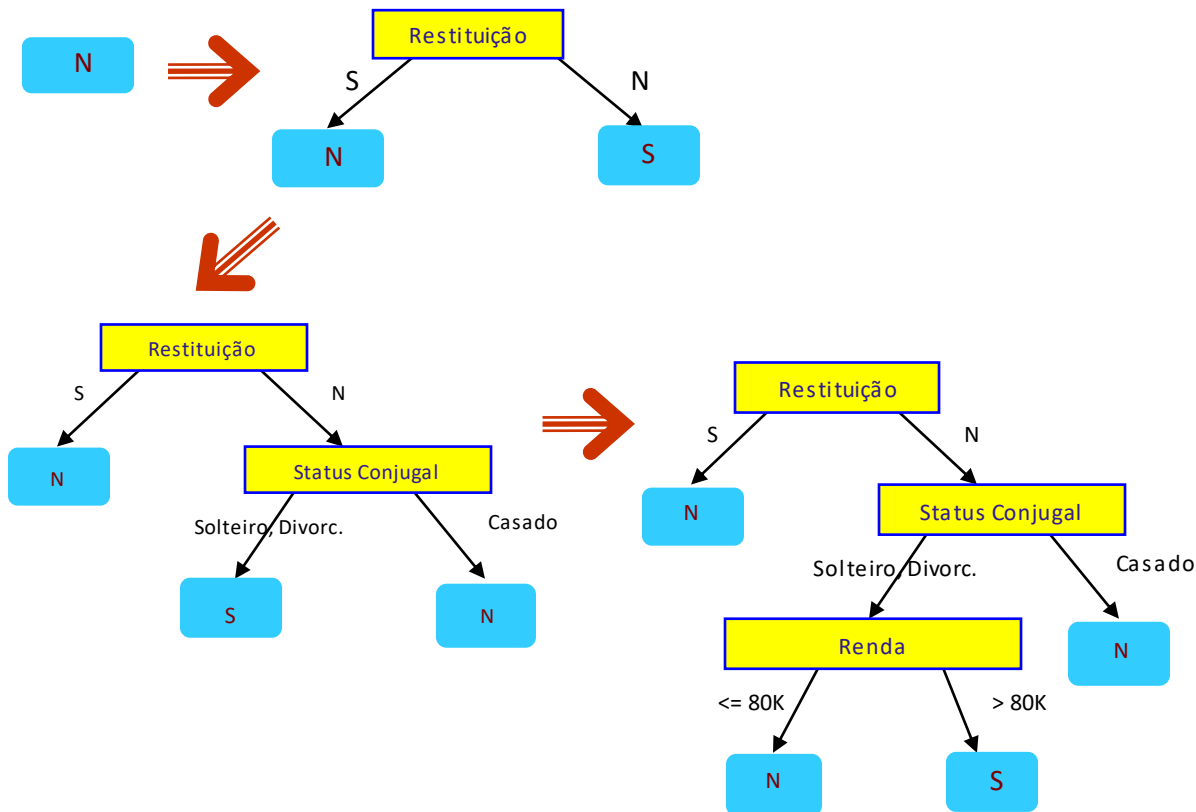 N
Restituição
S
N
N
S
Restituição
S
N
N
Status Conjugal
Solteiro, Divorc.
Casado
S
N
Restituição
S
N
N
Status Conjugal
Solteiro, Divorc.
Casado
Renda
N
<= 80K
> 80K
N
S